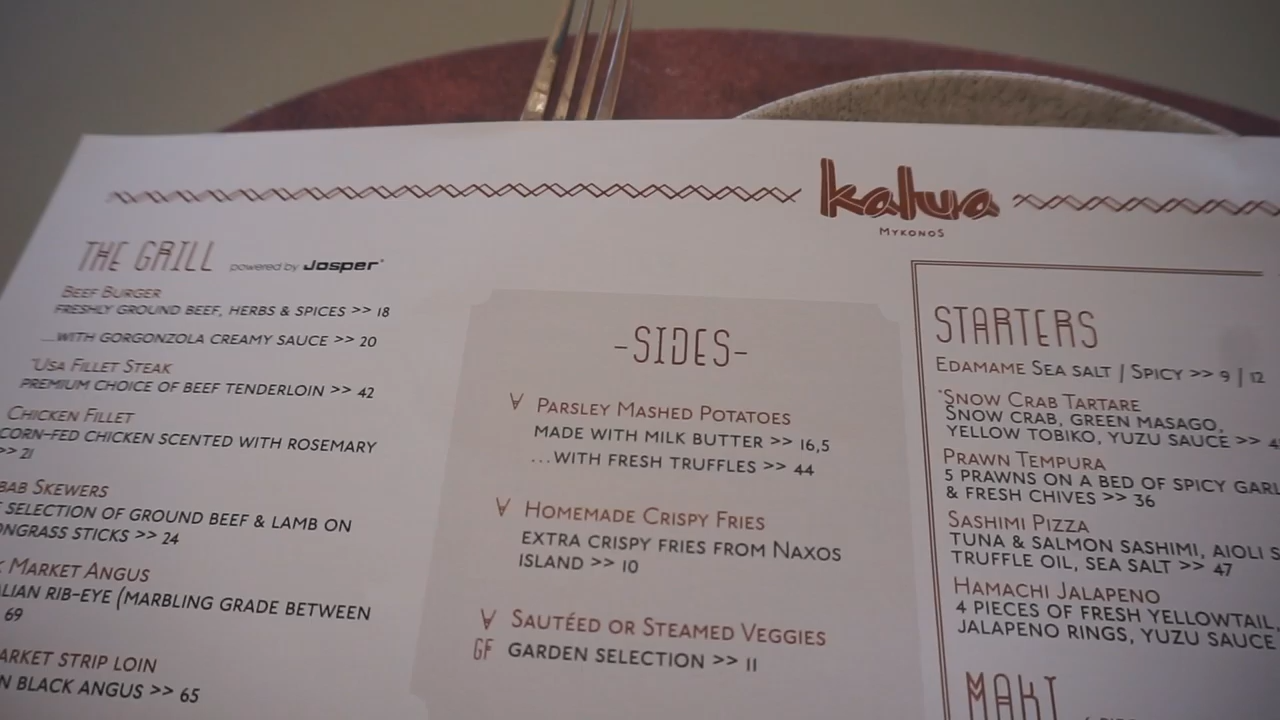 kalua
MYKONOS
THE GRILL powered by Josper®
BEEF BURGER
FRESHLY GROUND BEEF, HERBS & SPICES >> 18
...WITH GORGONZOLA CREAMY SAUCE >> 20
*USA FILLET STEAK
PREMIUM CHOICE OF BEEF TENDERLOIN >> 42
CHICKEN FILLET
CORN-FED CHICKEN SCENTED WITH ROSEMARY
>> 21
SKEWERS
SELECTION OF GROUND BEEF & LAMB ON
STICKS >> 24
MARKET ANGUS
RIB-EYE (MARBLING GRADE BETWEEN
69
STRIP LOIN
BLACK ANGUS >> 65
-SIDES-
V PARSLEY MASHED POTATOES
MADE WITH MILK BUTTER >> 16,5
...WITH FRESH TRUFFLES >> 44
V HOMEMADE CRISPY FRIES
EXTRA CRISPY FRIES FROM NAXOS
ISLAND >> 10
V SAUTÉED OR STEAMED VEGGIES
GF GARDEN SELECTION >> 11
STARTERS
EDAMAME SEA SALT | SPICY >> 9 | 12
*SNOW CRAB TARTARE
SNOW CRAB, GREEN MASAGO,
YELLOW TOBIKO, YUZU SAUCE >>
PRAWN TEMPURA
5 PRAWNS ON A BED OF SPICY
& FRESH CHIVES >> 36
SASHIMI PIZZA
TUNA & SALMON SASHIMI, AIOLI
TRUFFLE OIL, SEA SALT >> 47
HAMACHI JALAPENO
4 PIECES OF FRESH YELLOWTAIL,
JALAPENO RINGS, YUZU SAUCE
MAKI